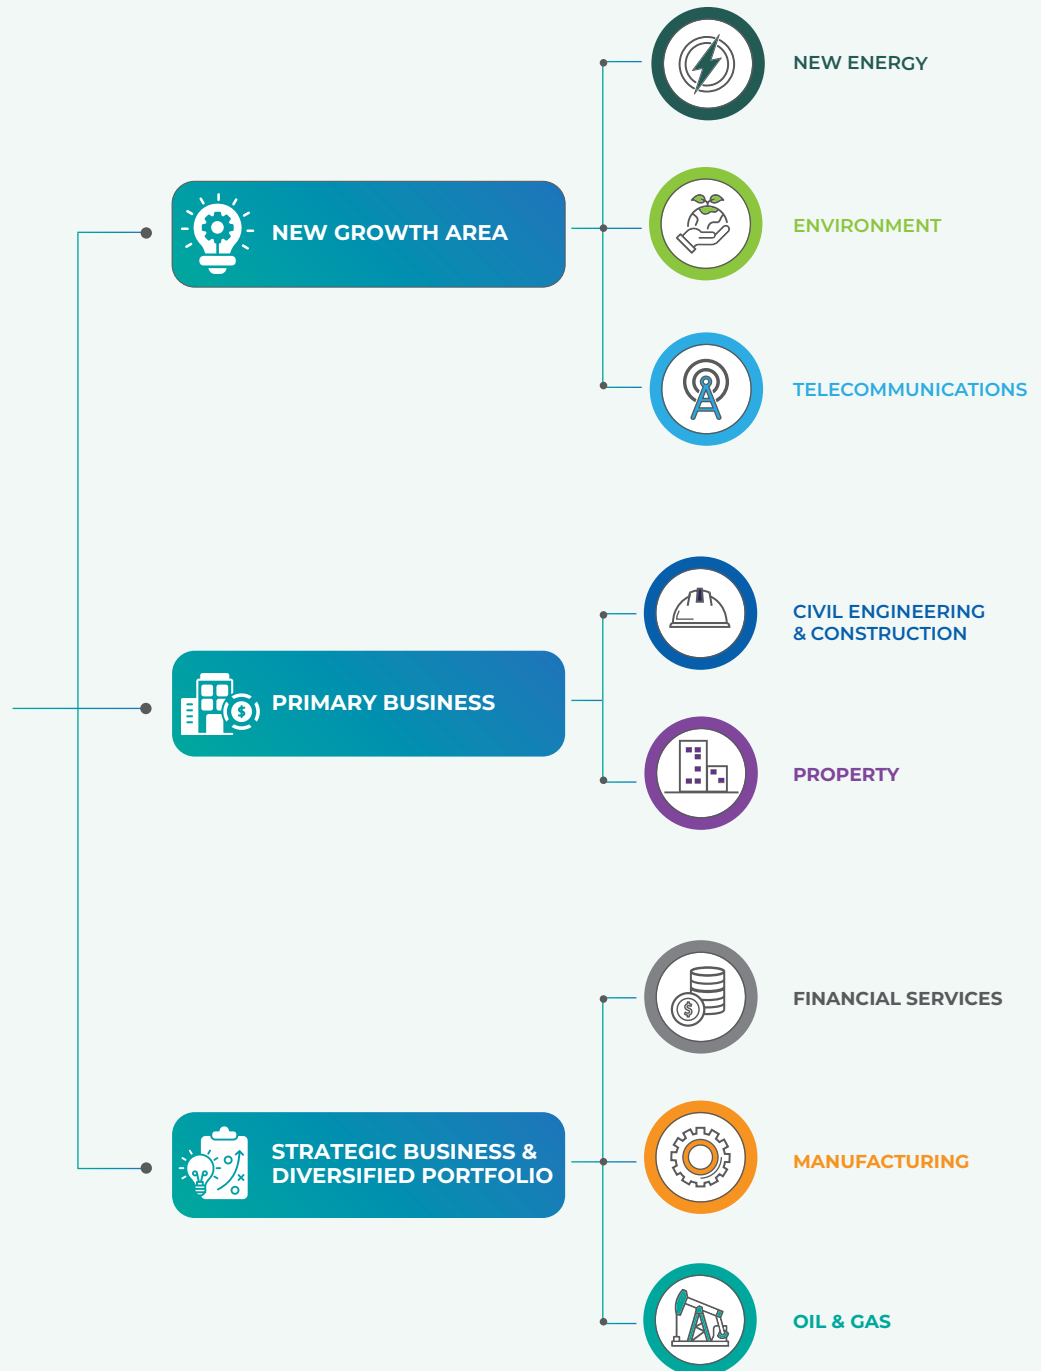 NEW ENERGY
ENVIRONMENT
NEW GROWTH AREA
TELECOMMUNICATIONS
CIVIL ENGINEERING
& CONSTRUCTION
PRIMARY BUSINESS
$
PROPERTY
FINANCIAL SERVICES
$
STRATEGIC BUSINESS &
DIVERSIFIED PORTFOLIO
MANUFACTURING
OIL & GAS